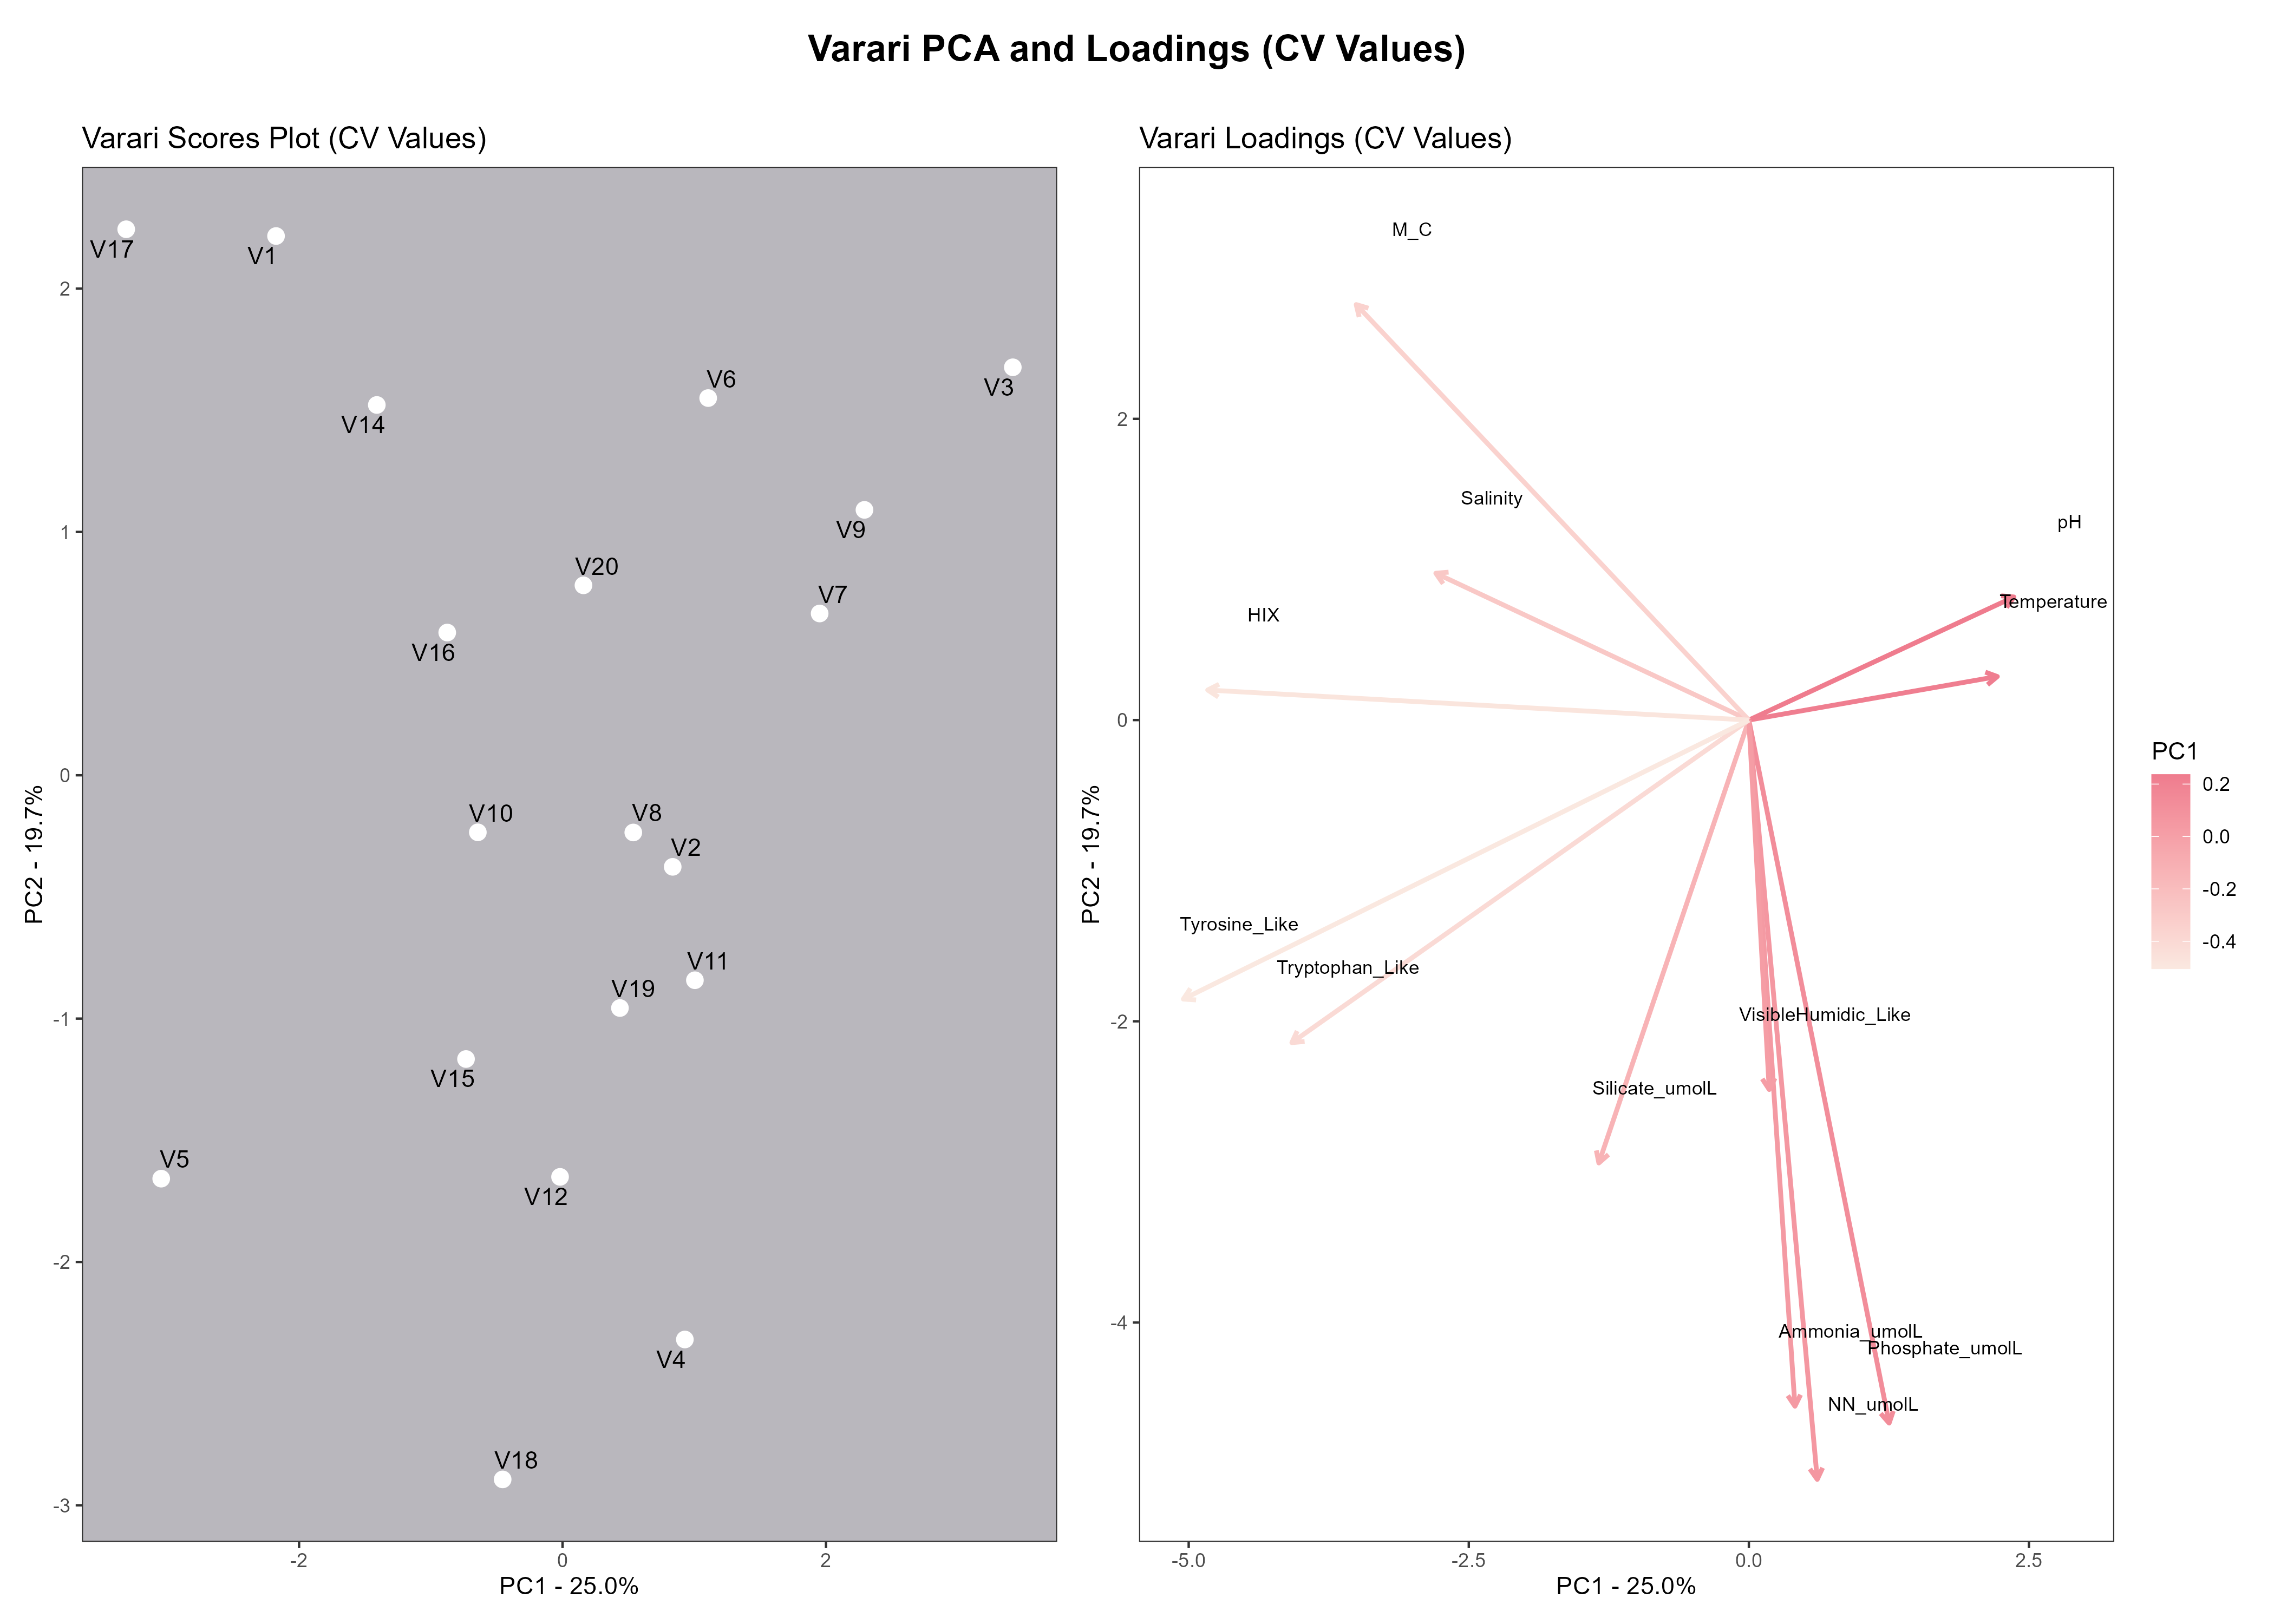 Varari PCA and Loadings (CV Values)
Varari Scores Plot (CV Values)
V17
V1
V14
V6
V3
V9
V20
V7
V16
V10
V8
V2
V11
V19
V15
V5
V12
V4
V18
2
1
0
-1
-2
-3
-2
0
2
PC2 - 19.7%
PC1 - 25.0%
Varari Loadings (CV Values)
M_C
Salinity
pH
Temperature
HIX
Tyrosine_Like
Tryptophan_Like
VisibleHumidic_Like
Silicate_umolL
Ammonia_umolL
Phosphate_umolL
NN_umolL
2
0
-2
-4
-5.0
-2.5
0.0
2.5
PC2 - 19.7%
PC1 - 25.0%
PC1
0.2
0.0
-0.2
-0.4